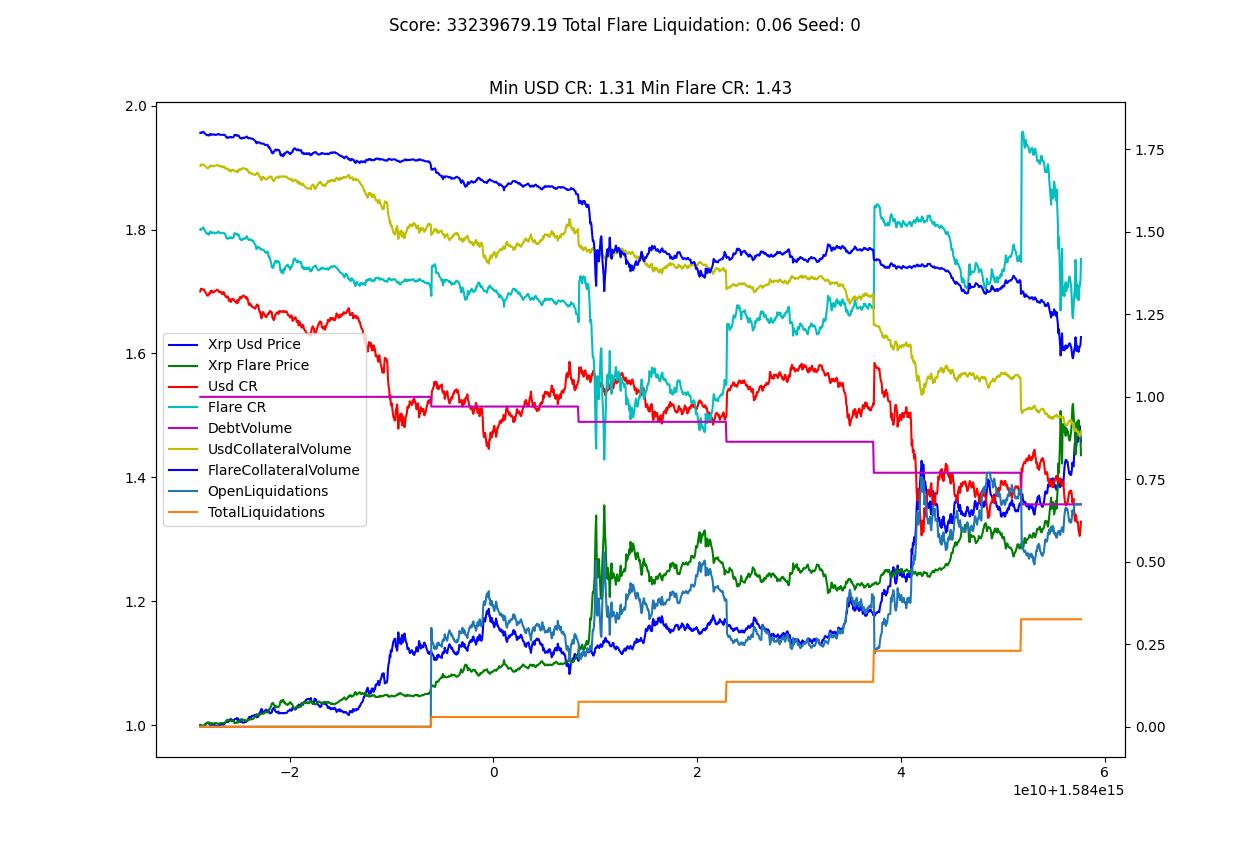 Score: 33239679.19 Total Flare Liquidation: 0.06 Seed: 0
Min USD CR: 1.31 Min Flare CR: 1.43
2.0
1.8
1.6
1.4
1.2
1.0
Xrp Usd Price
Xrp Flare Price
Usd CR
Flare CR
DebtVolume
UsdCollateralVolume
FlareCollateralVolume
OpenLiquidations
TotalLiquidations
1.75
1.50
1.25
1.00
0.75
0.50
0.25
0.00
−2 0 2 4 6
1e10+1.584e15